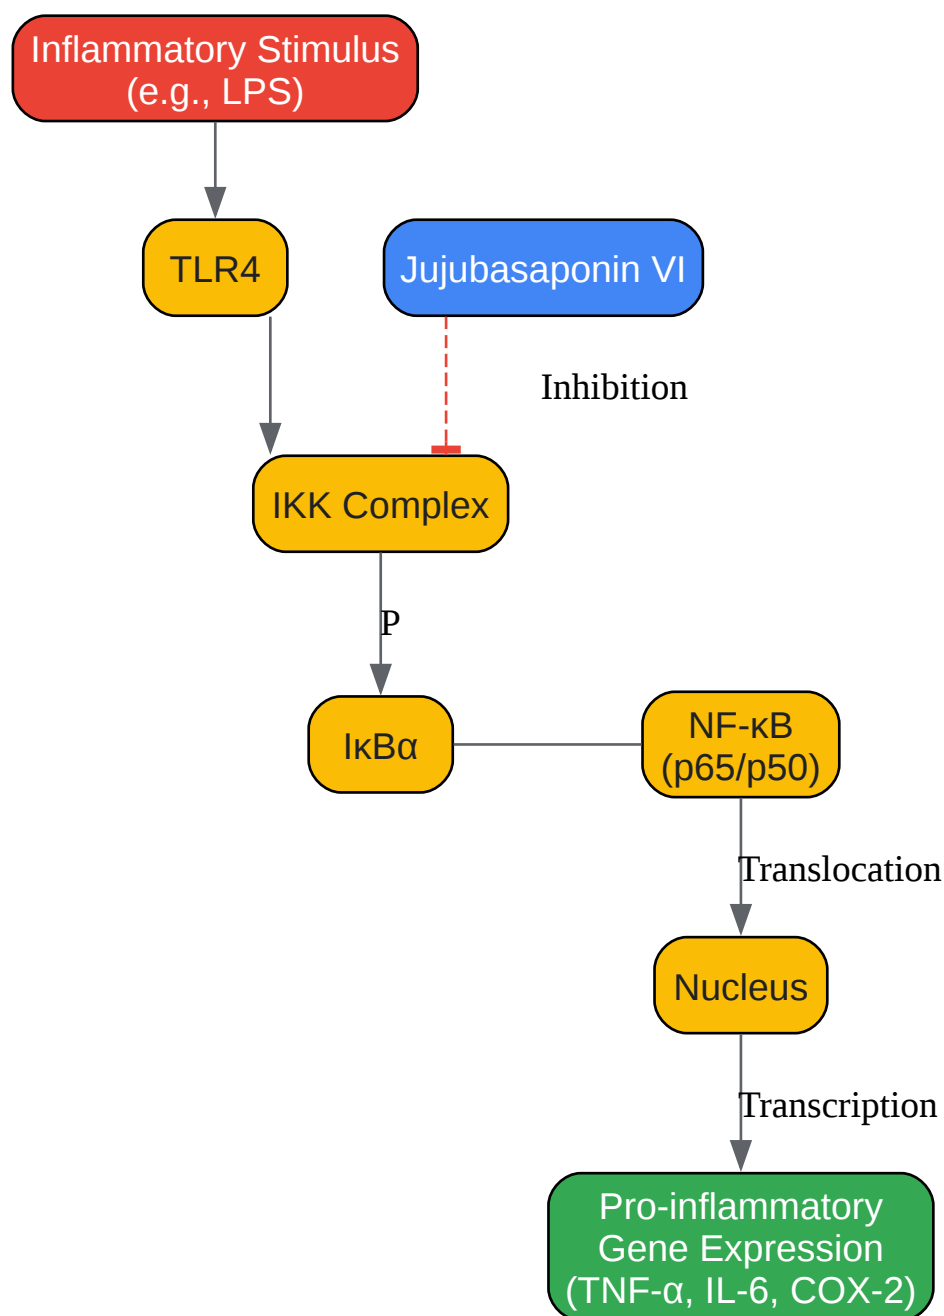 Inflammatory Stimulus
(e.g., LPS)
TLR4
Jujubasaponin VI
Inhibition
IKK Complex
P
IκBα
NF-κB
(p65/p50)
Translocation
Nucleus
Transcription
Pro-inflammatory
Gene Expression
(TNF-α, IL-6, COX-2)